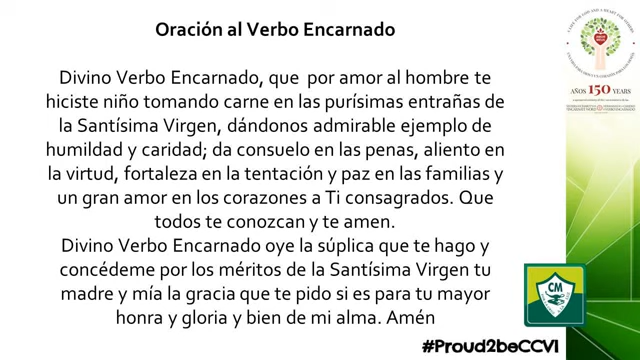 Oración al Verbo Encarnado
Divino Verbo Encarnado, que por amor al hombre te
hiciste niño tomando carne en las purísimas entrañas de
la Santísima Virgen, dándonos admirable ejemplo de
humildad y caridad; da consuelo en las penas, aliento en
la virtud, fortaleza en la tentación y paz en las familias y
un gran amor en los corazones a Ti consagrados. Que
todos te conozcan y te amen.
Divino Verbo Encarnado oye la súplica que te hago y
concédeme por los méritos de la Santísima Virgen tu
madre y mía la gracia que te pido si es para tu mayor
honra y gloria y bien de mi alma. Amén
AÑOS 150 YEARS
CM
#Proud2beCCVI